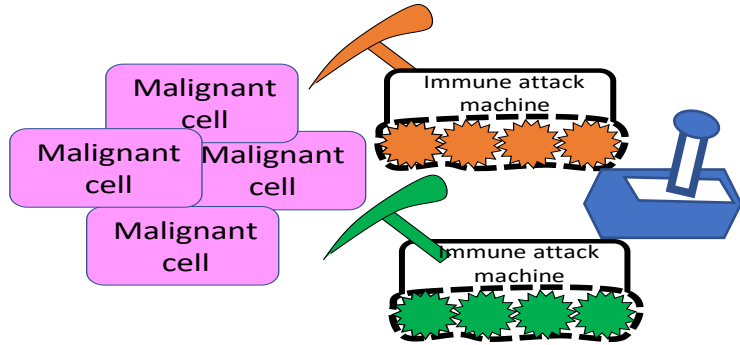 Malignant
cell
Malignant
cell
Malignant
cell
Malignant
cell
Immune attack
machine
Immune attack
machine